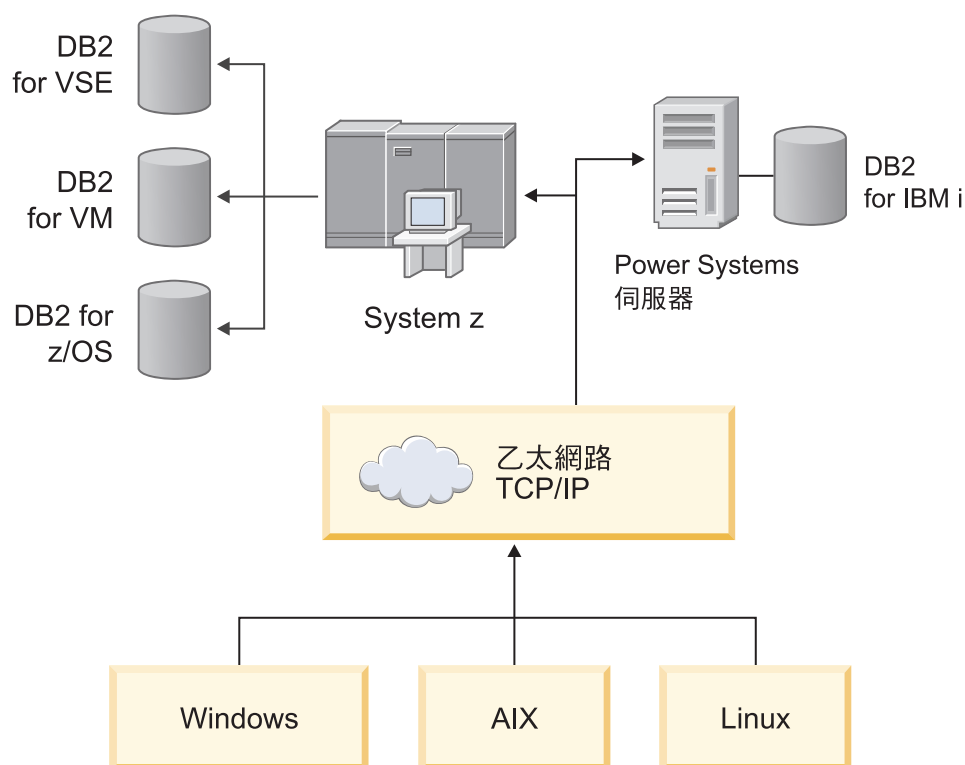 DB2
for VSE
DB2
for VM
DB2 for
z/OS
System z
Power Systems
伺服器
DB2
for IBM i
乙太網路
TCP/IP
Windows
AIX
Linux